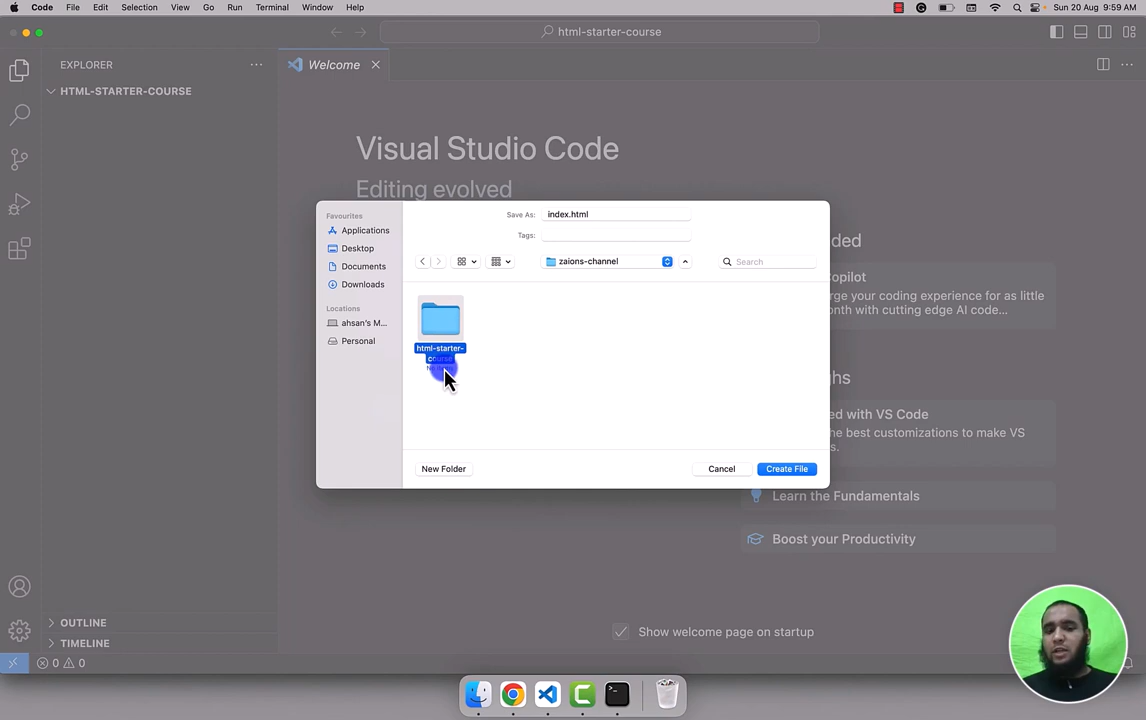 Code File Edit Selection View Go Run Terminal Window Help
Sun 20 Aug 9:59 AM
html-starter-course
EXPLORER
Welcome
HTML-STARTER-COURSE
Visual Studio Code
Editing evolved
Save As: index.html
Tags:
Favourites
Applications
Desktop
Documents
Downloads
Locations
ahsan's M...
Personal
zaions-channel
Search
html-starter-
course
New Folder
Cancel
Create File
ded
opilot
rge your coding experience for as little
onth with cutting edge AI code...
hs
ed with VS Code
he best customizations to make VS
Learn the Fundamentals
Boost your Productivity
OUTLINE
TIMELINE
Show welcome page on startup
0 0